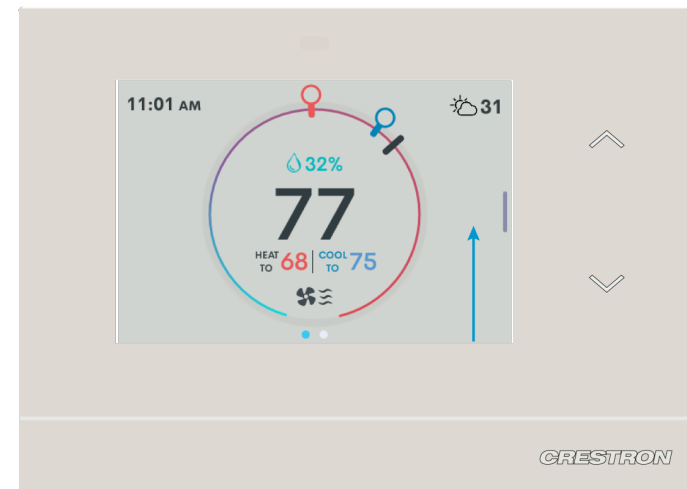 11:01 AM
31
32%
77
HEAT TO 68
COOL TO 75
CRESTRON